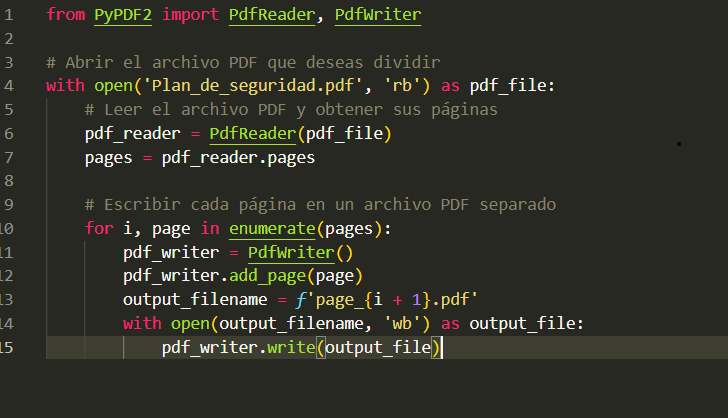 1 from PyPDF2 import PdfReader, PdfWriter
2
3 # Abrir el archivo PDF que deseas dividir
4 with open('Plan_de_seguridad.pdf', 'rb') as pdf_file:
5     # Leer el archivo PDF y obtener sus páginas
6     pdf_reader = PdfReader(pdf_file)
7     pages = pdf_reader.pages
8
9     # Escribir cada página en un archivo PDF separado
10     for i, page in enumerate(pages):
11         pdf_writer = PdfWriter()
12         pdf_writer.add_page(page)
13         output_filename = f'page_{i + 1}.pdf'
14         with open(output_filename, 'wb') as output_file:
15             pdf_writer.write(output_file)